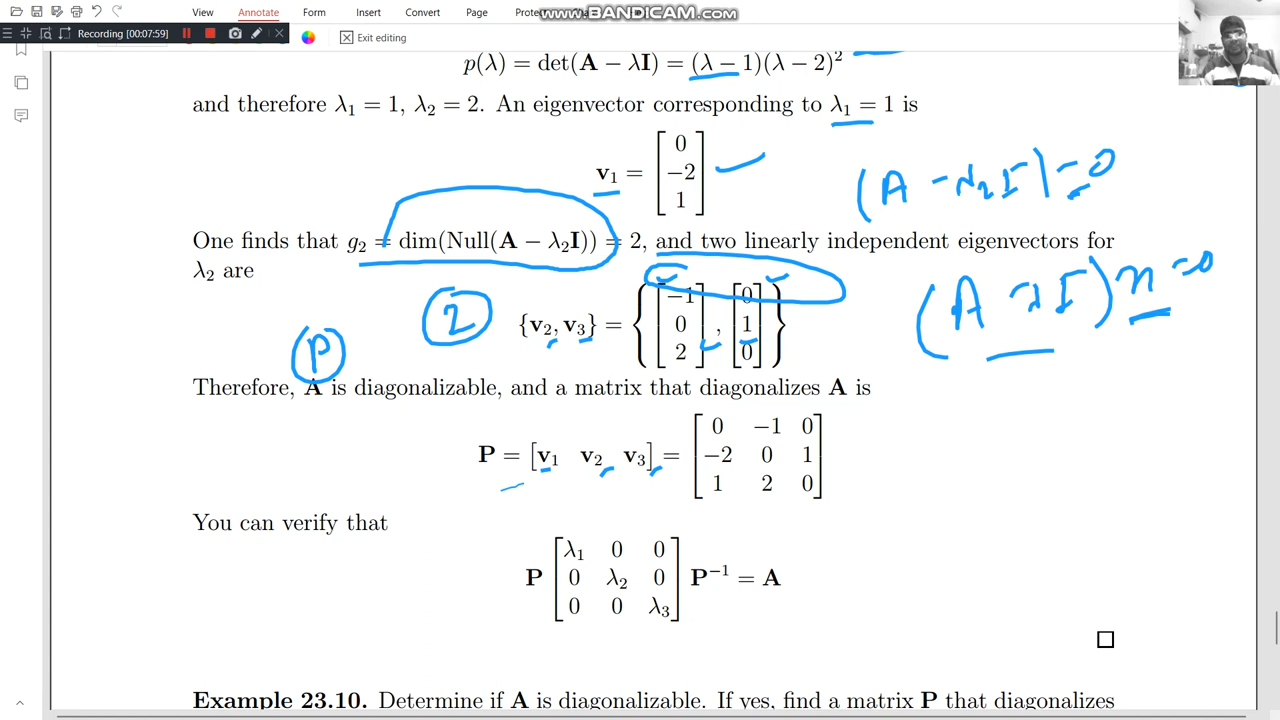 View Annotate Form Insert Convert Page
www.BANDICAM.com
Recording [00:07:59]
Exit editing
p(λ) = det(A − λI) = (λ − 1)(λ − 2)²
and therefore λ₁ = 1, λ₂ = 2. An eigenvector corresponding to λ₁ = 1 is
v₁ = [0 −2 1]
(A − λ₂I) = 0
One finds that g₂ = dim(Null(A − λ₂I)) = 2, and two linearly independent eigenvectors for
λ₂ are
(A − λI)x = 0
2
{v₂, v₃} = { [−1 0 2], [0 1 0] }
P
Therefore, A is diagonalizable, and a matrix that diagonalizes A is
P = [v₁ v₂ v₃] =
0 −1 0
−2 0 1
1 2 0
You can verify that
λ₁ 0 0
P 0 λ₂ 0 P⁻¹ = A
0 0 λ₃
Example 23.10. Determine if A is diagonalizable. If yes, find a matrix P that diagonalizes